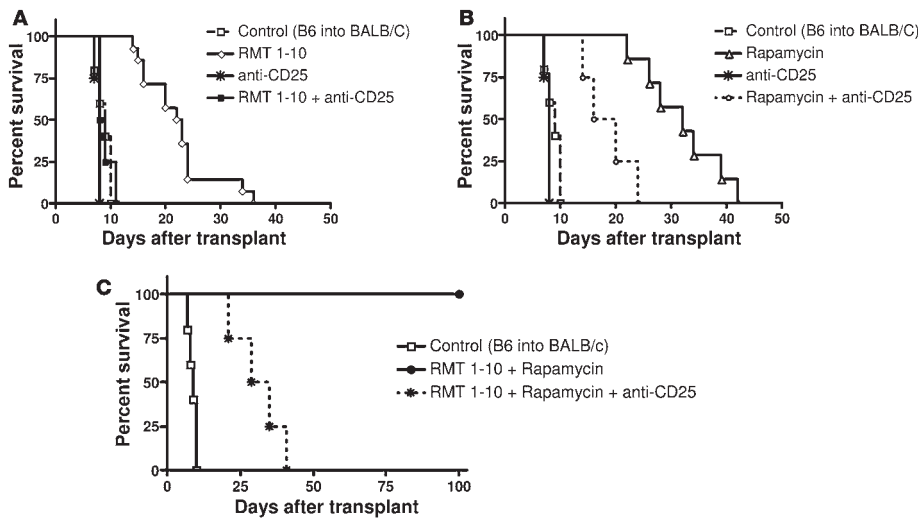 A
Percent survival
100
75
50
25
0
0 10 20 30 40 50
Days after transplant
Control (B6 into BALB/C)
RMT 1-10
anti-CD25
RMT 1-10 + anti-CD25
B
Percent survival
100
75
50
25
0
0 10 20 30 40 50
Days after transplant
Control (B6 into BALB/C)
Rapamycin
anti-CD25
Rapamycin + anti-CD25
C
Percent survival
100
75
50
25
0
0 25 50 75 100
Days after transplant
Control (B6 into BALB/c)
RMT 1-10 + Rapamycin
RMT 1-10 + Rapamycin + anti-CD25